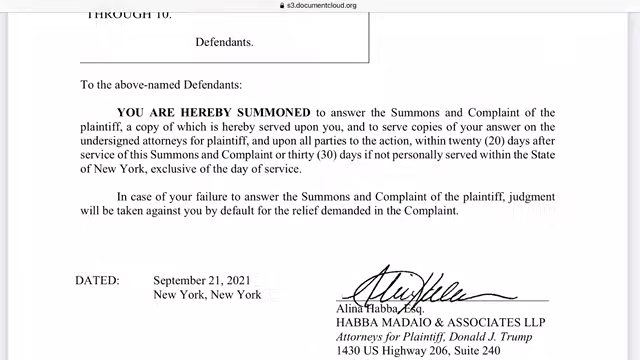 s3.documentcloud.org
THROUGH 10.
Defendants.
To the above-named Defendants:
YOU ARE HEREBY SUMMONED to answer the Summons and Complaint of the
plaintiff, a copy of which is hereby served upon you, and to serve copies of your answer on the
undersigned attorneys for plaintiff, and upon all parties to the action, within twenty (20) days after
service of this Summons and Complaint or thirty (30) days if not personally served within the State
of New York, exclusive of the day of service.
In case of your failure to answer the Summons and Complaint of the plaintiff, judgment
will be taken against you by default for the relief demanded in the Complaint.
DATED: September 21, 2021
New York, New York
Alina Habba, Esq.
HABBA MADAIO & ASSOCIATES LLP
Attorneys for Plaintiff, Donald J. Trump
1430 US Highway 206, Suite 240